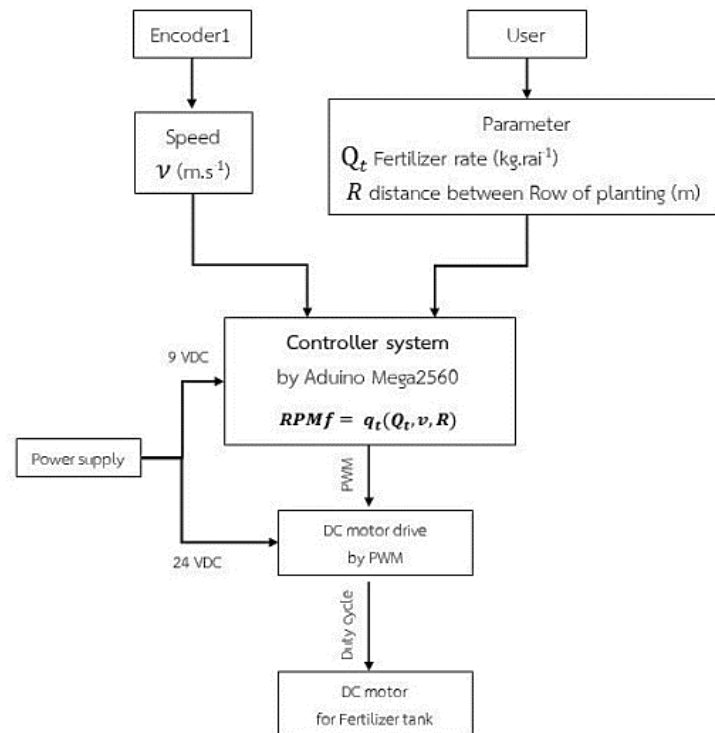 Encoder1
User
Speed
v (m.s⁻¹)
Parameter
Qₜ Fertilizer rate (kg.rai⁻¹)
R distance between Row of planting (m)
Controller system
by Aduino Mega2560
RPMf = qₜ(Qₜ,v,R)
9 VDC
Power supply
24 VDC
PWM
DC motor drive
by PWM
Duty cycle
DC motor
for Fertilizer tank